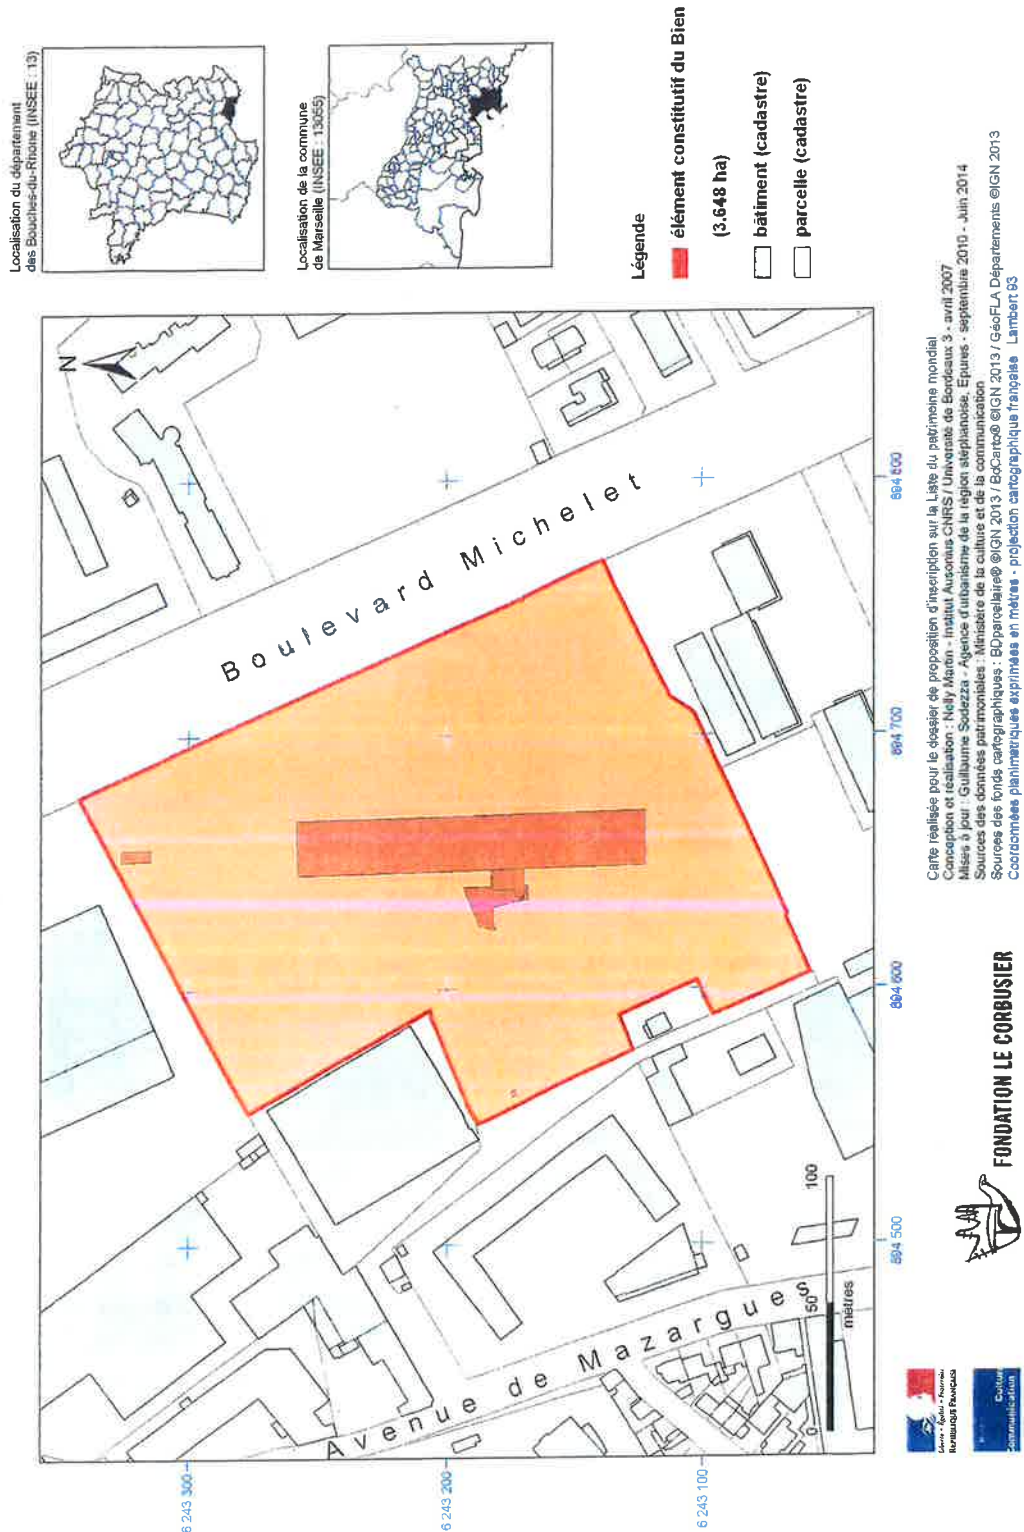 Localisation du département
des Bouches-du-Rhône (INSEE : 13)
Localisation de la commune
de Marseille (INSEE : 13055)
Légende
élément constitutif du Bien
(3.648 ha)
bâtiment (cadastre)
parcelle (cadastre)
N
Boulevard Michelet
Avenue de Mazargues
6 243 300
6 243 200
6 243 100
894 500
894 600
894 700
894 800
0 50 100
mètres
Carte réalisée pour le dossier de proposition d'inscription sur la Liste du patrimoine mondial
Conception et réalisation : Nelly Martin - Institut Ausonius CNRS / Université de Bordeaux 3 - avril 2007
Mises à jour : Guillaume Sodezza - Agence d'urbanisme de la région stéphanoise, Epures - septembre 2010 - Juin 2014
Sources des données patrimoniales : Ministère de la culture et de la communication
Sources des fonds cartographiques : BDparcellaire® ©IGN 2013 / BdCarto® ©IGN 2013 / GéoFLA Départements ©IGN 2013
Coordonnées planimétriques exprimées en mètres - projection cartographique française Lambert 93
FONDATION LE CORBUSIER
Liberté • Égalité • Fraternité
RÉPUBLIQUE FRANÇAISE
Culture
Communication